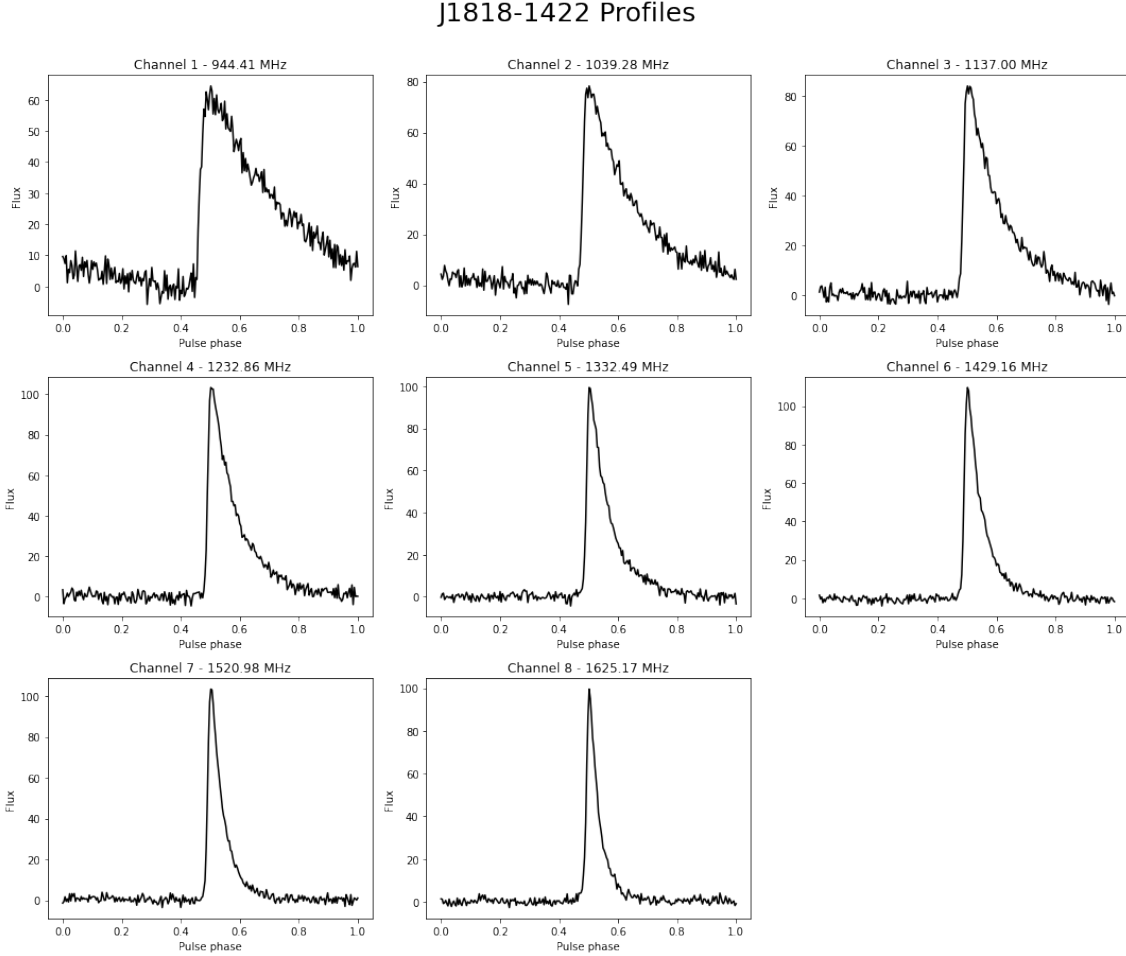 J1818-1422 Profiles
Channel 1 - 944.41 MHz
Flux
60
50
40
30
20
10
0
0.0 0.2 0.4 0.6 0.8 1.0
Pulse phase
Channel 2 - 1039.28 MHz
Flux
80
60
40
20
0
0.0 0.2 0.4 0.6 0.8 1.0
Pulse phase
Channel 3 - 1137.00 MHz
Flux
80
60
40
20
0
0.0 0.2 0.4 0.6 0.8 1.0
Pulse phase
Channel 4 - 1232.86 MHz
Flux
100
80
60
40
20
0
0.0 0.2 0.4 0.6 0.8 1.0
Pulse phase
Channel 5 - 1332.49 MHz
Flux
100
80
60
40
20
0
0.0 0.2 0.4 0.6 0.8 1.0
Pulse phase
Channel 6 - 1429.16 MHz
Flux
100
80
60
40
20
0
0.0 0.2 0.4 0.6 0.8 1.0
Pulse phase
Channel 7 - 1520.98 MHz
Flux
100
80
60
40
20
0
0.0 0.2 0.4 0.6 0.8 1.0
Pulse phase
Channel 8 - 1625.17 MHz
Flux
100
80
60
40
20
0
0.0 0.2 0.4 0.6 0.8 1.0
Pulse phase